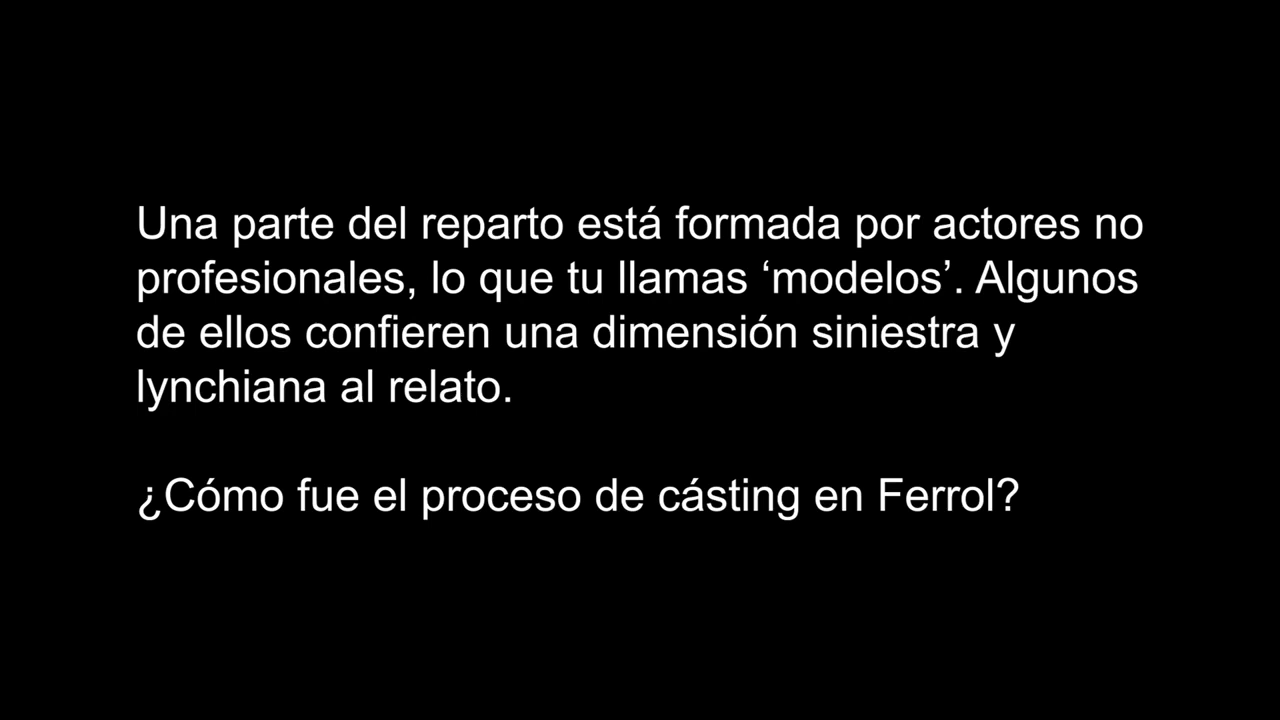 Una parte del reparto está formada por actores no
profesionales, lo que tu llamas ‘modelos’. Algunos
de ellos confieren una dimensión siniestra y
lynchiana al relato.
¿Cómo fue el proceso de cásting en Ferrol?